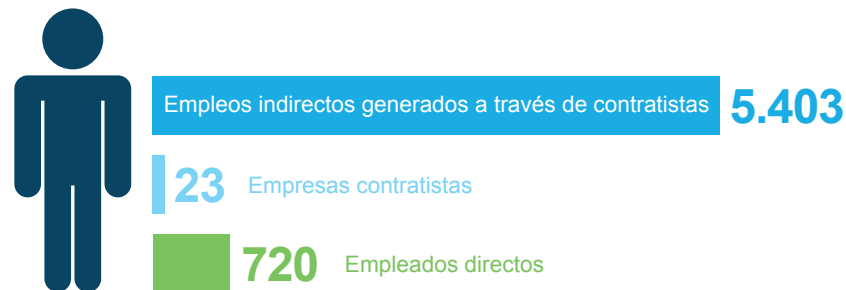 Empleos indirectos generados a través de contratistas 5.403
23 Empresas contratistas
720 Empleados directos